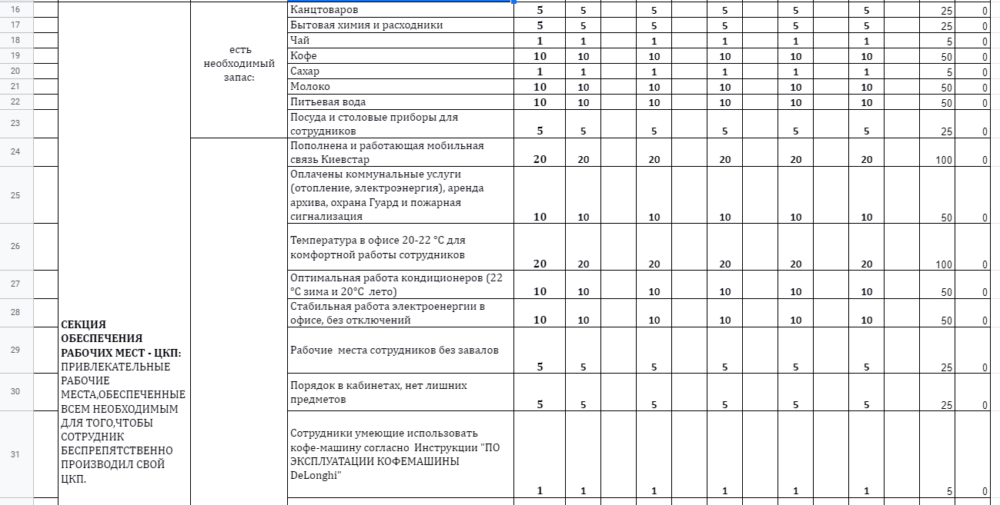 16 Канцтоваров 5 5 5 5 5 5 25 0
17 Бытовая химия и расходники 5 5 5 5 5 5 25 0
18 Чай 1 1 1 1 1 1 5 0
есть
необходимый
запас:
19 Кофе 10 10 10 10 10 10 50 0
20 Сахар 1 1 1 1 1 1 5 0
21 Молоко 10 10 10 10 10 10 50 0
22 Питьевая вода 10 10 10 10 10 10 50 0
23 Посуда и столовые приборы для
сотрудников 5 5 5 5 5 5 25 0
24 Пополнена и работающая мобильная
связь Киевстар 20 20 20 20 20 20 100 0
25 Оплачены коммунальные услуги
(отопление, электроэнергия), аренда
архива, охрана Гуард и пожарная
сигнализация 10 10 10 10 10 10 50 0
26 Температура в офисе 20-22 °С для
комфортной работы сотрудников
20 20 20 20 20 20 100 0
27 Оптимальная работа кондиционеров (22
°С зима и 20°С лето) 10 10 10 10 10 10 50 0
28 Стабильная работа электроенергии в
офисе, без отключений 10 10 10 10 10 10 50 0
СЕКЦИЯ
ОБЕСПЕЧЕНИЯ
РАБОЧИХ МЕСТ - ЦКП:
ПРИВЛЕКАТЕЛЬНЫЕ
РАБОЧИЕ
МЕСТА,ОБЕСПЕЧЕННЫЕ
ВСЕМ НЕОБХОДИМЫМ
ДЛЯ ТОГО,ЧТОБЫ
СОТРУДНИК
БЕСПРЕПЯТСТВЕННО
ПРОИЗВОДИЛ СВОЙ
ЦКП.
29 Рабочие места сотрудников без завалов
5 5 5 5 5 5 25 0
30 Порядок в кабинетах, нет лишних
предметов
5 5 5 5 5 5 25 0
31 Сотрудники умеющие использовать
кофе-машину согласно Инструкции "ПО
ЭКСПЛУАТАЦИИ КОФЕМАШИНЫ
DeLonghi"
1 1 1 1 1 1 5 0